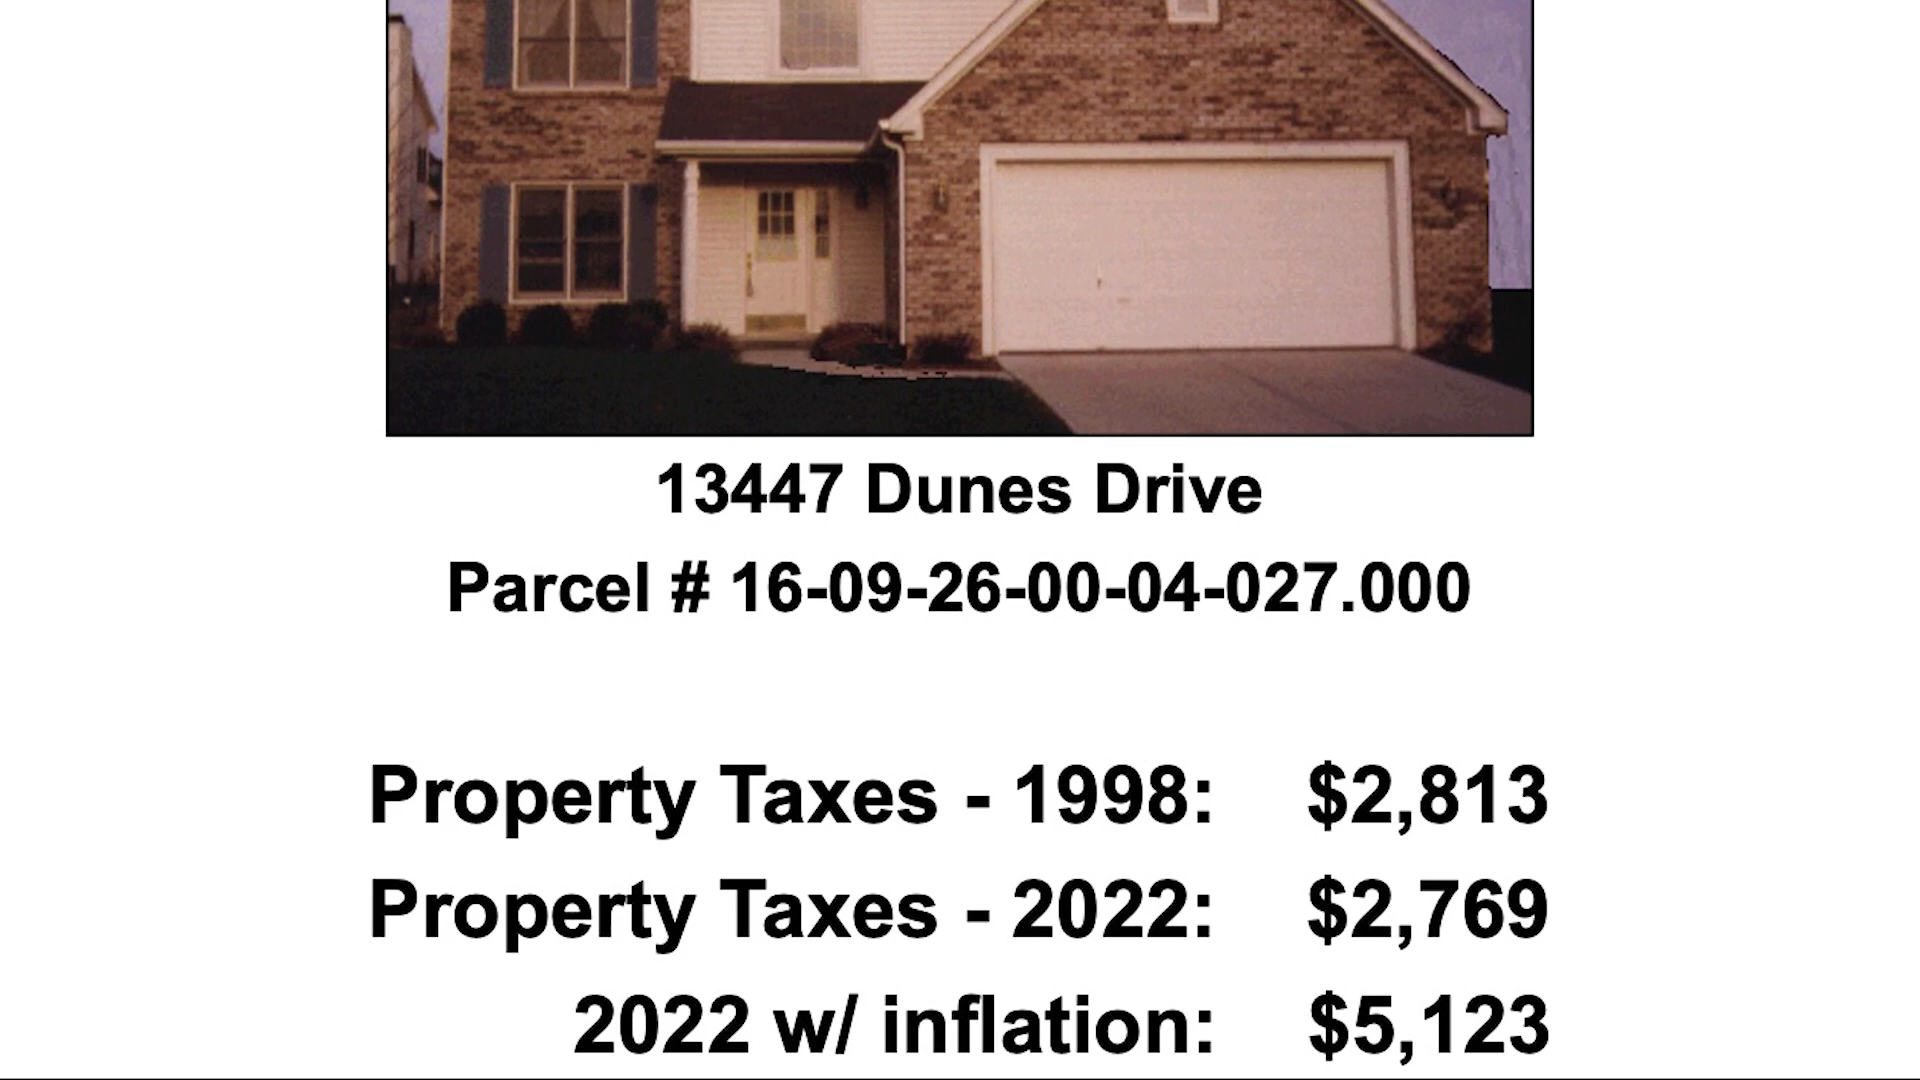 13447 Dunes Drive
Parcel # 16-09-26-00-04-027.000
Property Taxes - 1998: $2,813
Property Taxes - 2022: $2,769
2022 w/ inflation: $5,123